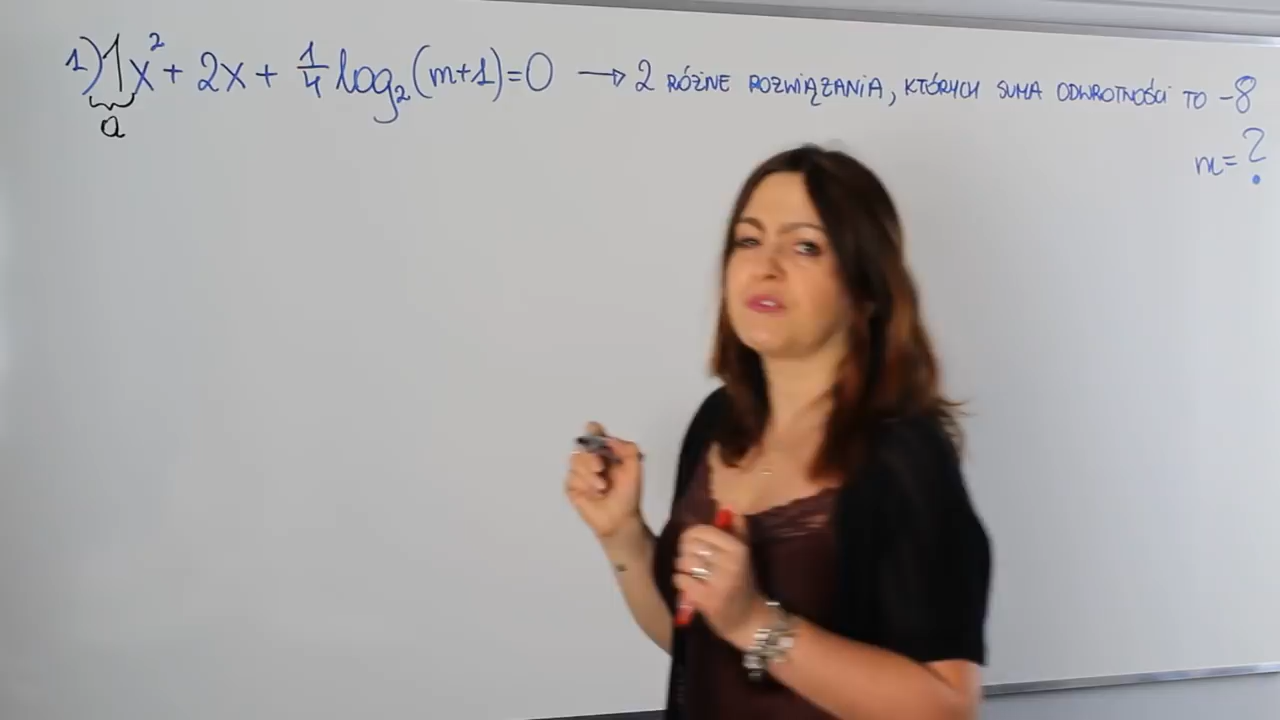 1) 1x² + 2x + 1/4 log₂(m+1)=0 → 2 RÓŻNE ROZWIĄZANIA, KTÓRYCH SUMA ODWROTNOŚCI TO -8
a
m=?